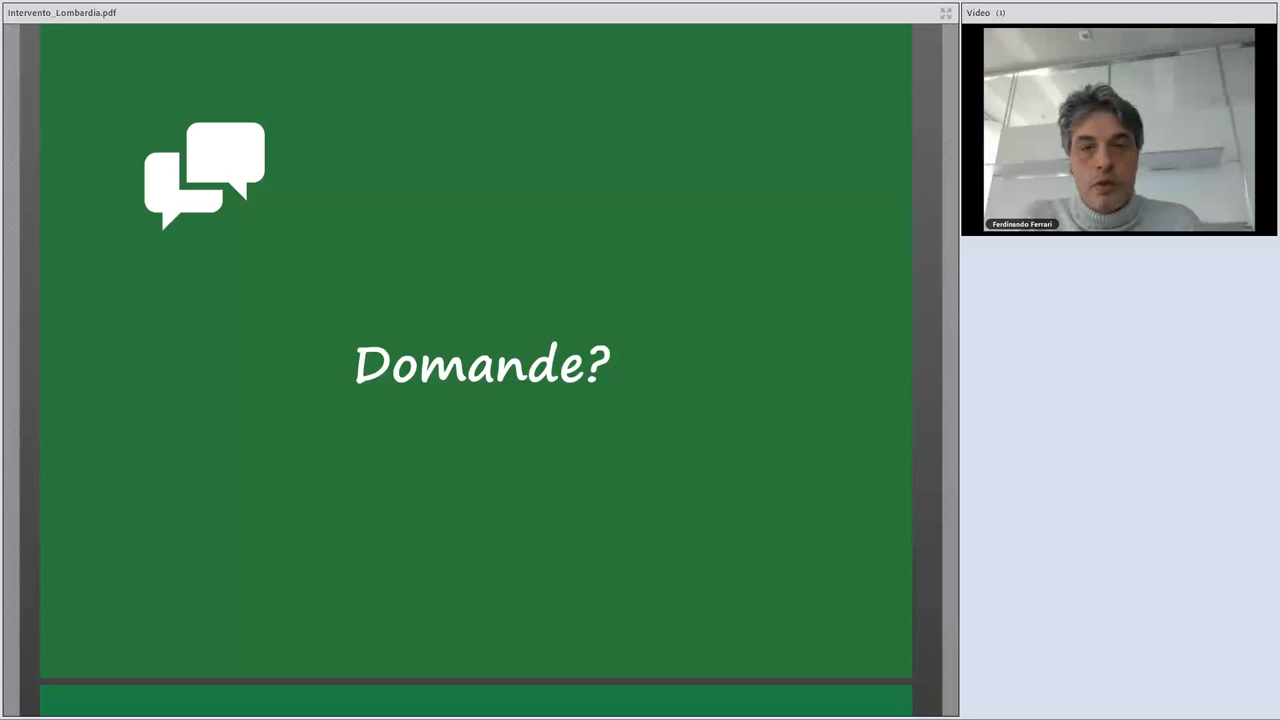 Intervento_Lombardia.pdf
Video (1)
Ferdinando Ferrari
Domande?